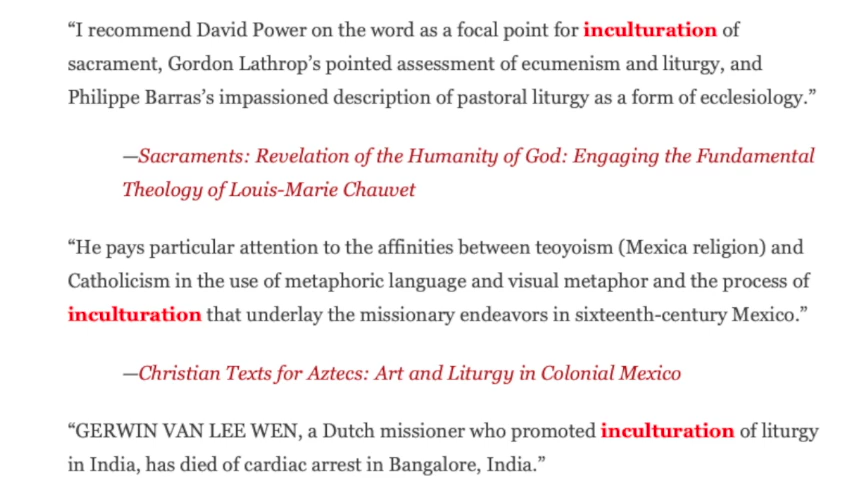 “I recommend David Power on the word as a focal point for inculturation of
sacrament, Gordon Lathrop’s pointed assessment of ecumenism and liturgy, and
Philippe Barras’s impassioned description of pastoral liturgy as a form of ecclesiology.”
—Sacraments: Revelation of the Humanity of God: Engaging the Fundamental
Theology of Louis-Marie Chauvet
“He pays particular attention to the affinities between teoyoism (Mexica religion) and
Catholicism in the use of metaphoric language and visual metaphor and the process of
inculturation that underlay the missionary endeavors in sixteenth-century Mexico.”
—Christian Texts for Aztecs: Art and Liturgy in Colonial Mexico
“GERWIN VAN LEE WEN, a Dutch missioner who promoted inculturation of liturgy
in India, has died of cardiac arrest in Bangalore, India.”